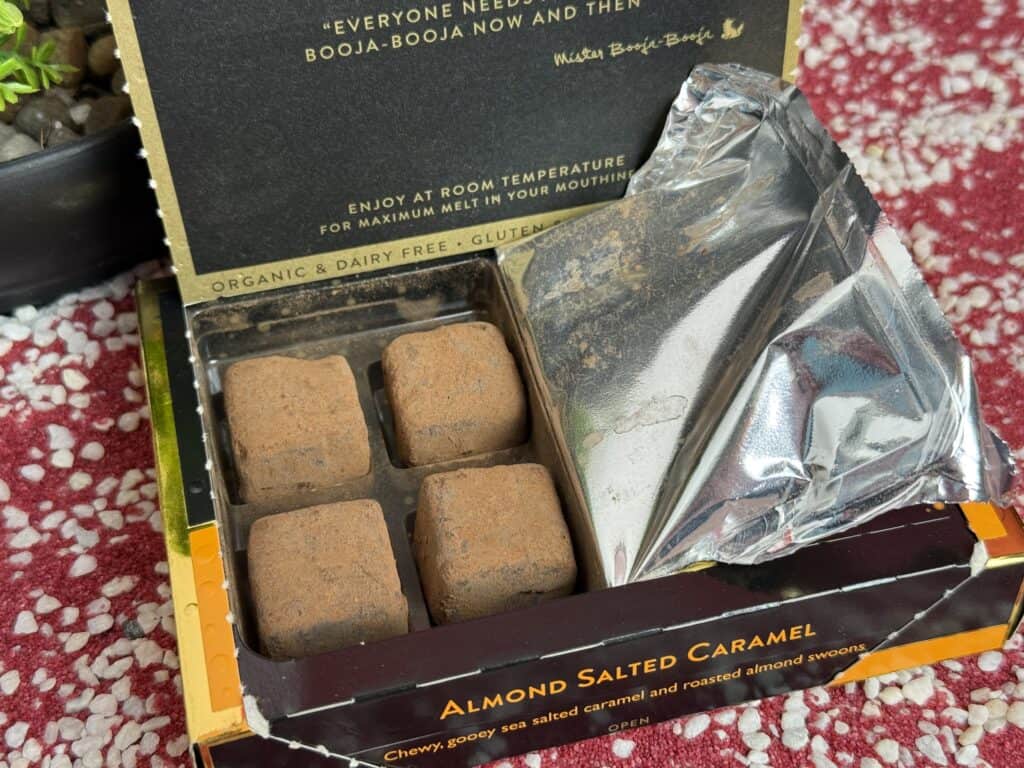 "EVERYONE NEEDS
BOOJA-BOOJA NOW AND THEN
Mister Booja-Booja
ENJOY AT ROOM TEMPERATURE
FOR MAXIMUM MELT IN YOUR MOUTHINE
ORGANIC & DAIRY FREE • GLUTEN
ALMOND SALTED CARAMEL
Chewy, gooey sea salted caramel and roasted almond swoons
OPEN